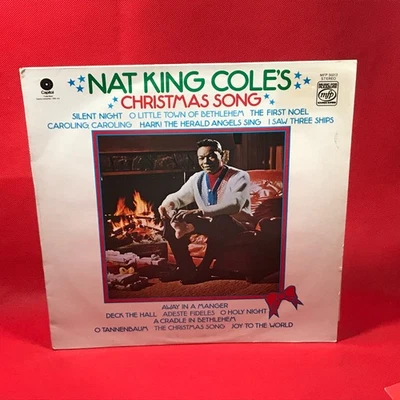 Capitol
MFP 50213
STEREO
mfp
NAT KING COLE'S
CHRISTMAS SONG
SILENT NIGHT O LITTLE TOWN OF BETHLEHEM THE FIRST NOEL
CAROLING, CAROLING HARK! THE HERALD ANGELS SING I SAW THREE SHIPS
AWAY IN A MANGER
DECK THE HALL ADESTE FIDELES O HOLY NIGHT
A CRADLE IN BETHLEHEM
O TANNENBAUM THE CHRISTMAS SONG JOY TO THE WORLD